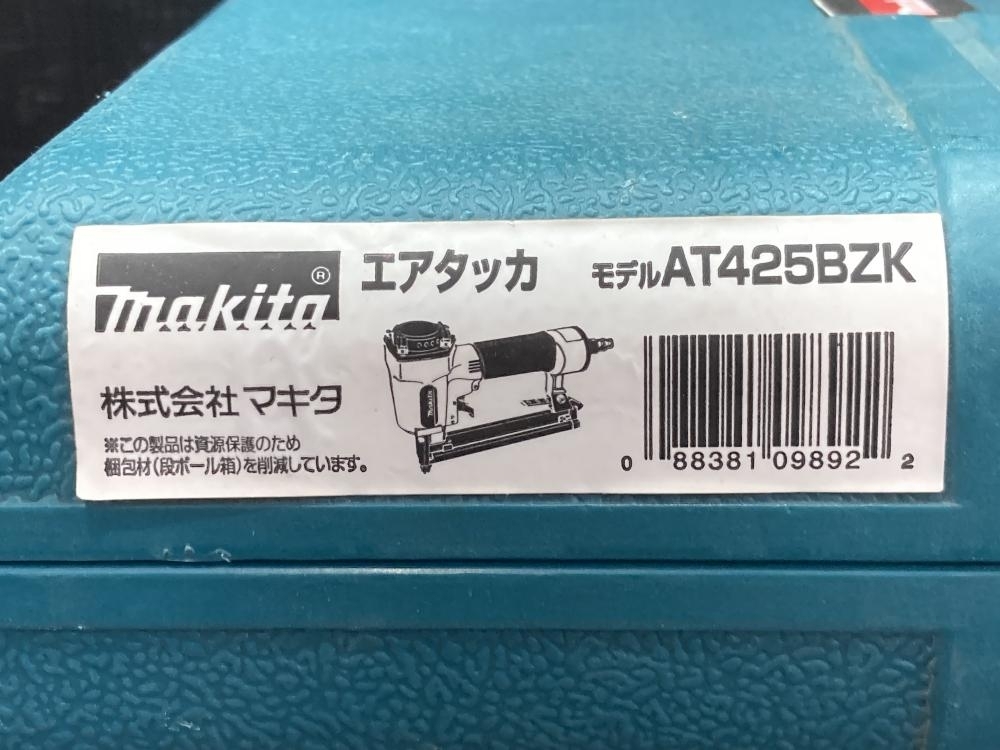 makita®
エアタッカ モデルAT425BZK
株式会社マキタ
※この製品は資源保護のため
梱包材(段ボール箱)を削減しています。
makita
0 88381 09892 2